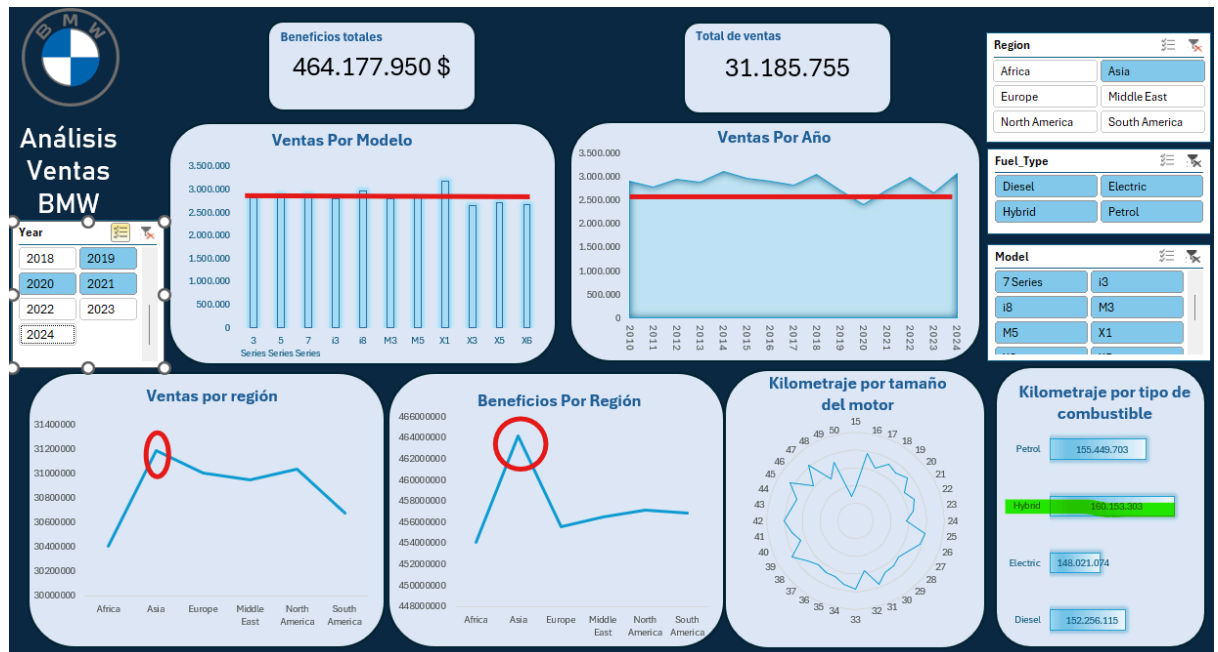 BMW
Análisis
Ventas
BMW
Beneficios totales
464.177.950 $
Total de ventas
31.185.755
Region
Africa Asia
Europe Middle East
North America South America
Fuel_Type
Diesel Electric
Hybrid Petrol
Model
7 Series i3
i8 M3
M5 X1
Year
2018 2019
2020 2021
2022 2023
2024
Ventas Por Modelo
3.500.000
3.000.000
2.500.000
2.000.000
1.500.000
1.000.000
500.000
0
3 5 7 i3 i8 M3 M5 X1 X3 X5 X6
Series Series Series
Ventas Por Año
3.500.000
3.000.000
2.500.000
2.000.000
1.500.000
1.000.000
500.000
0
2010 2011 2012 2013 2014 2015 2016 2017 2018 2019 2020 2021 2022 2023 2024
Ventas por región
31400000
31200000
31000000
30800000
30600000
30400000
30200000
30000000
Africa Asia Europe Middle North South
East America America
Beneficios Por Región
466000000
464000000
462000000
460000000
458000000
456000000
454000000
452000000
450000000
448000000
Africa Asia Europe Middle North South
East America America
Kilometraje por tamaño
del motor
15 16 17 18 19 20 21 22 23 24 25 26 27 28 29 30 31 32 33 34 35 36 37 38 39 40 41 42 43 44 45 46 47 48 49 50
Kilometraje por tipo de
combustible
Petrol 155.449.703
Hybrid 160.153.303
Electric 148.021.074
Diesel 152.256.115